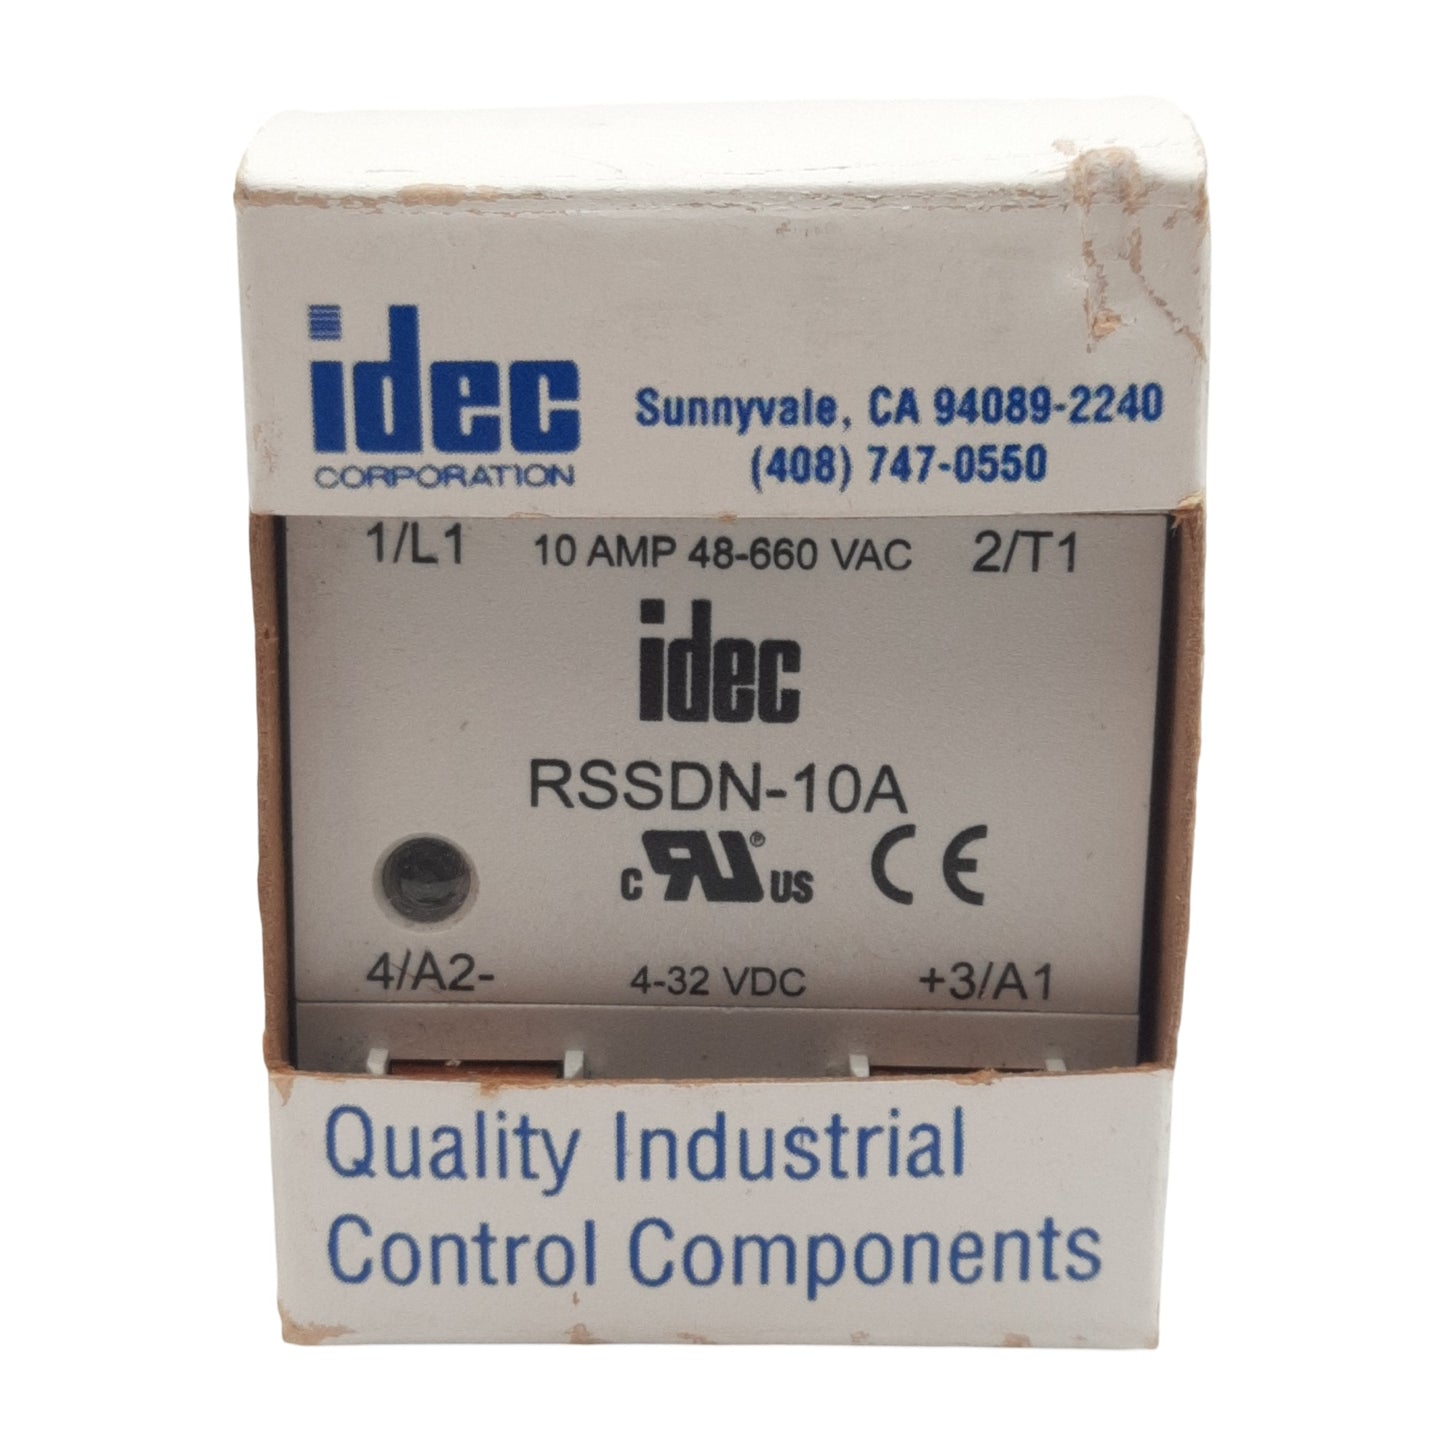 idec
CORPORATION
Sunnyvale, CA 94089-2240
(408) 747-0550
1/L1 10 AMP 48-660 VAC 2/T1
idec
RSSDN-10A
c RU® US CE
4/A2- 4-32 VDC +3/A1
Quality Industrial
Control Components